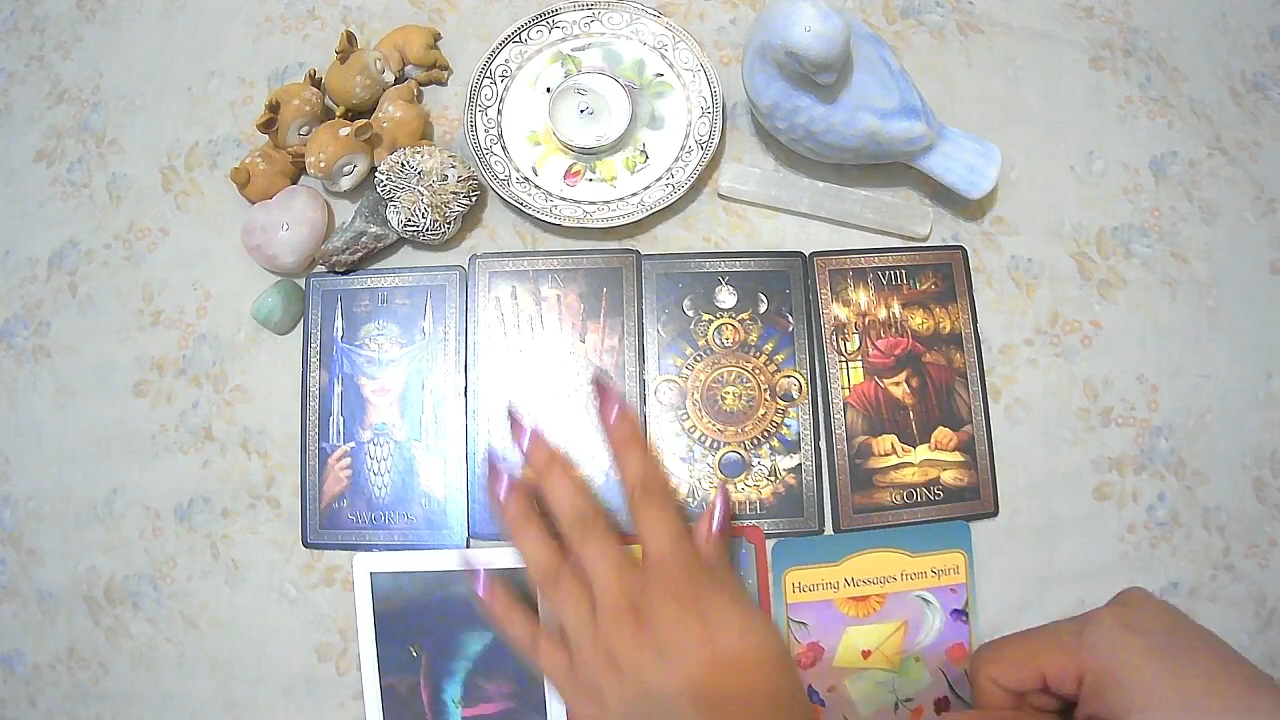 II
IX
X
VIII
SWORDS
COINS
Hearing Messages from Spirit